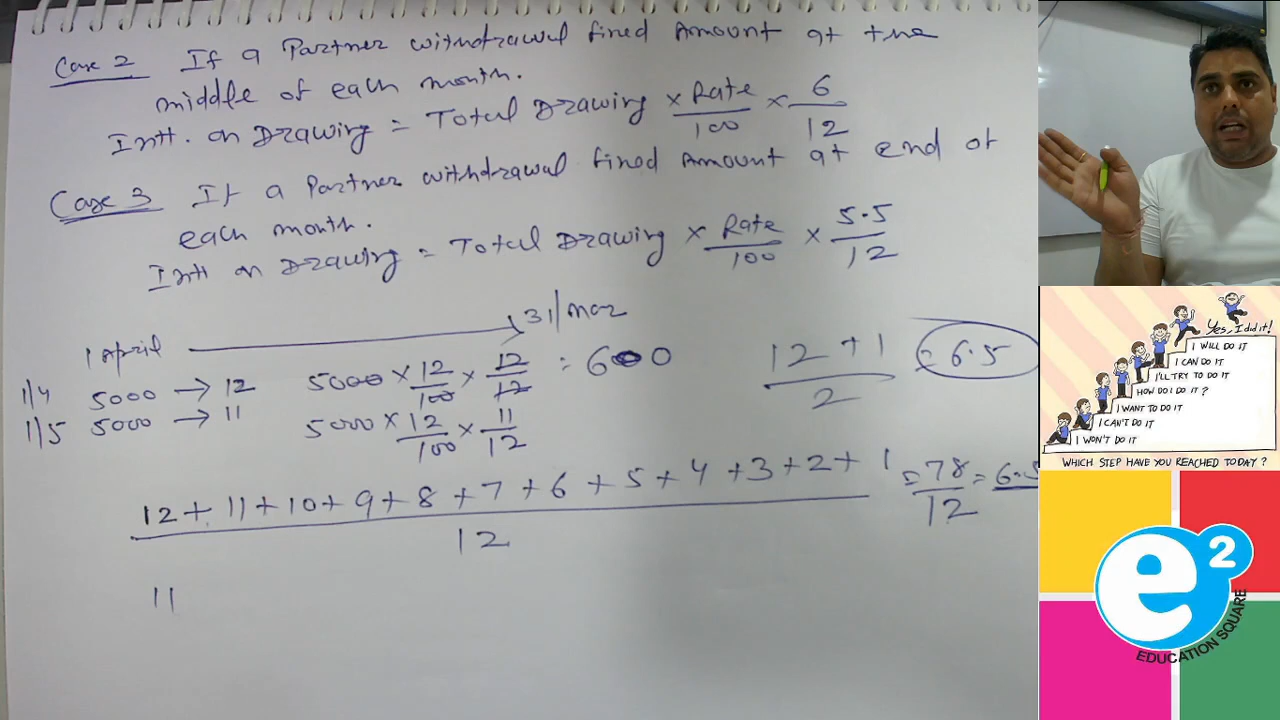 Case 2 If a Partner withdrawal fixed Amount at the
middle of each month.
Intt. on Drawing = Total Drawing × Rate/100 × 6/12
Case 3 If a Partner withdrawal fixed Amount at end of
each month.
Intt on Drawing = Total Drawing × Rate/100 × 5.5/12
1 April → 31/Mar
1/4 5000 → 12 5000 × 12/100 × 12/12 = 600
1/5 5000 → 11 5000 × 12/100 × 11/12
12+1/2 = 6.5
12 + 11 + 10 + 9 + 8 + 7 + 6 + 5 + 4 + 3 + 2 + 1 / 12 = 78/12 = 6.5
11
Yes, I did it!
I WILL DO IT
I CAN DO IT
I'LL TRY TO DO IT
HOW DO I DO IT ?
I WANT TO DO IT
I CAN'T DO IT
I WON'T DO IT
WHICH STEP HAVE YOU REACHED TODAY ?
e2
EDUCATION SQUARE